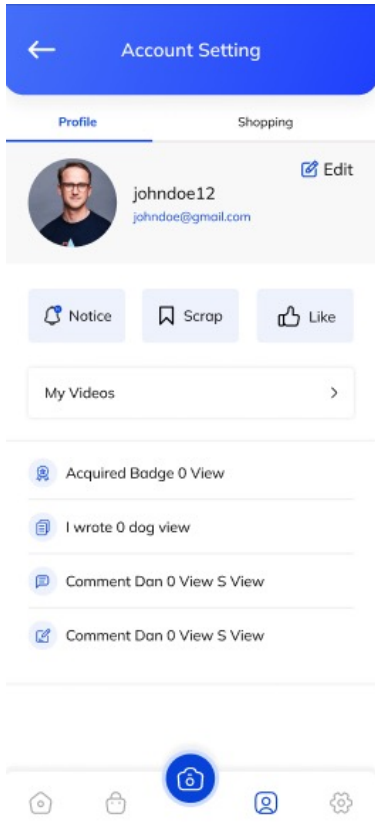 Account Setting
Profile
Shopping
Edit
johndoe12
johndoe@gmail.com
Notice
Scrap
Like
My Videos
Acquired Badge 0 View
I wrote 0 dog view
Comment Dan 0 View S View
Comment Dan 0 View S View